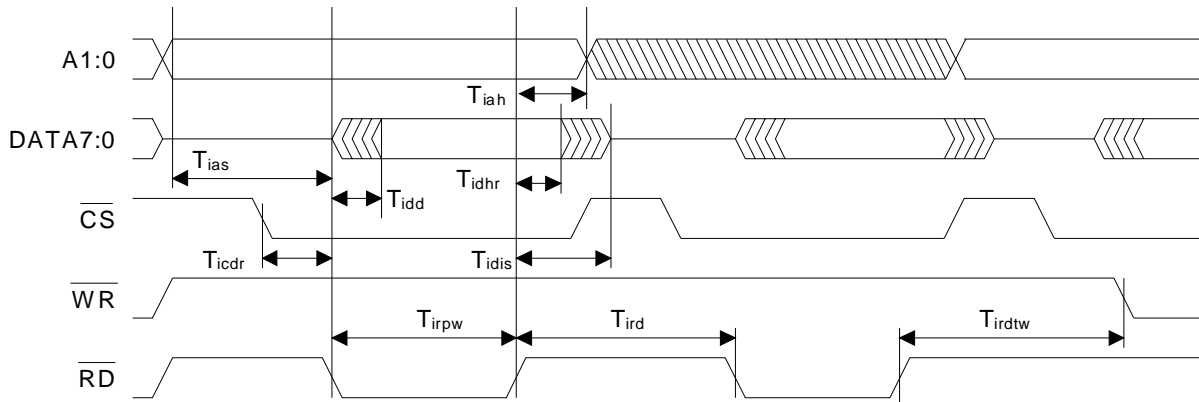 A1:0
Tiah
DATA7:0
Tias
Tidd
Tidhr
CS
Ticdr
Tidis
WR
Tirpw
Tird
Tirdtw
RD